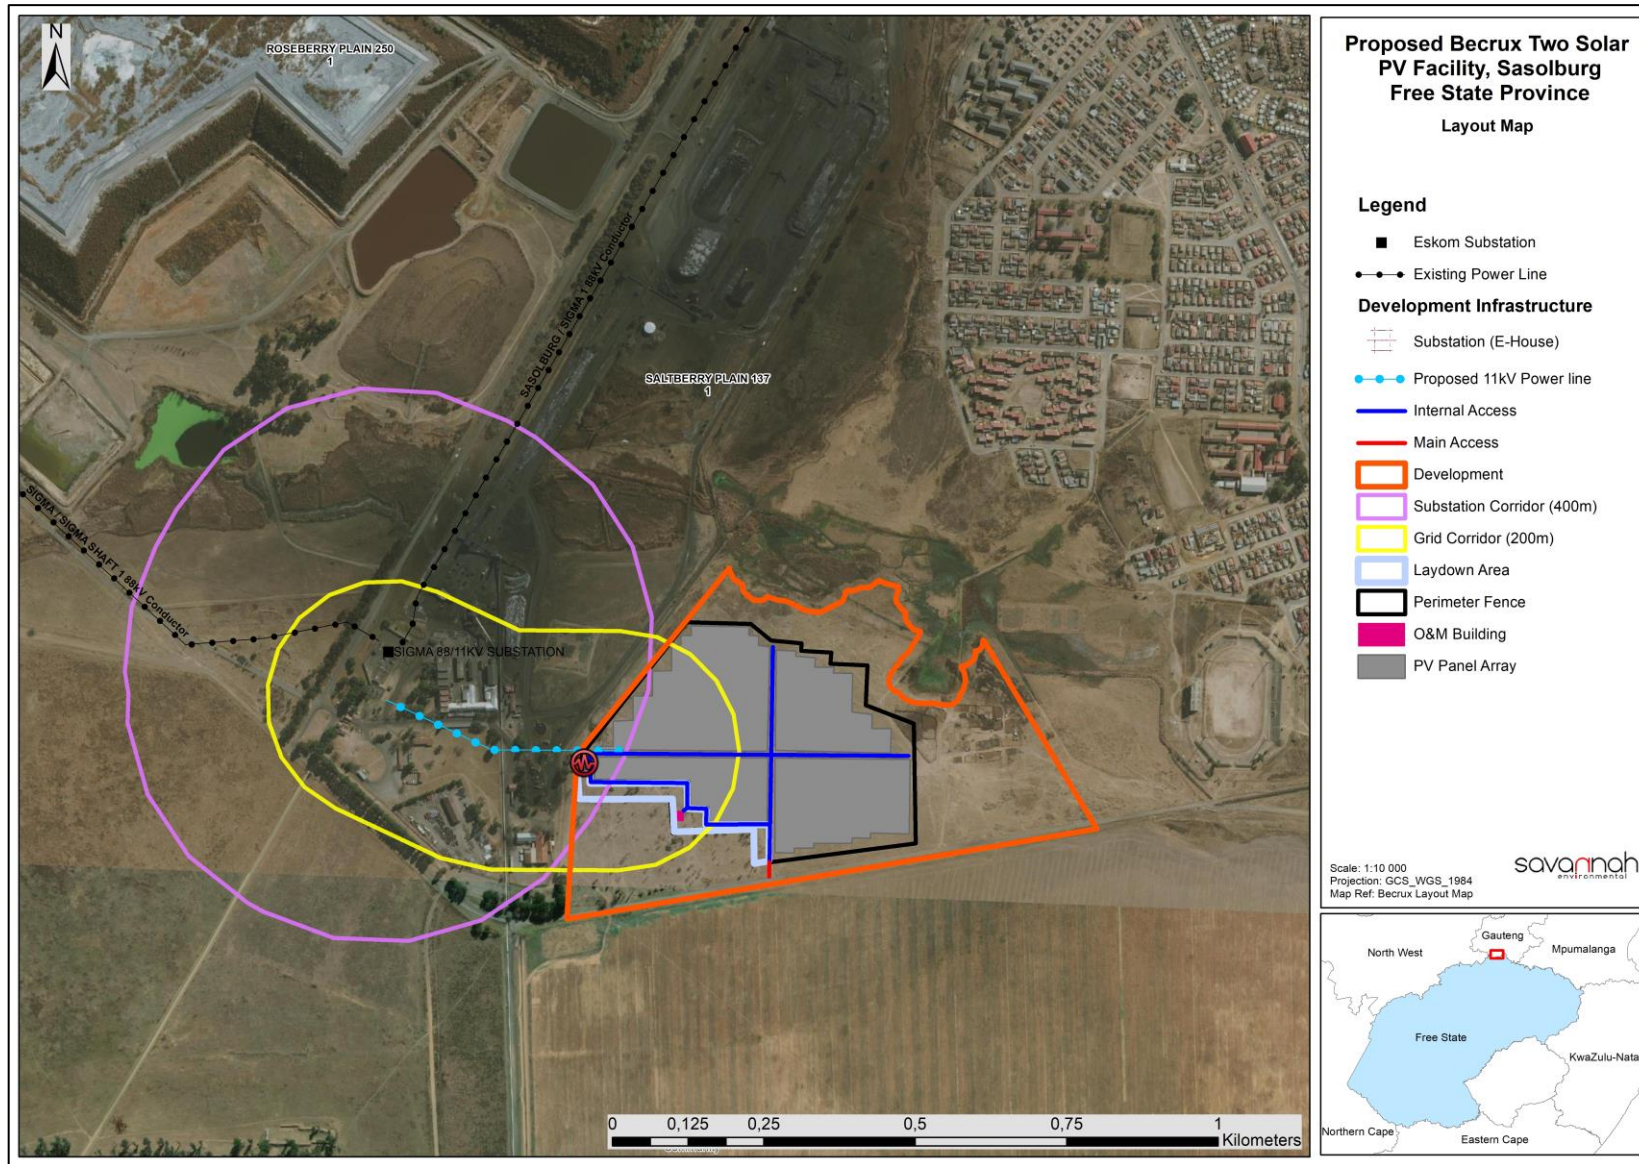 N
ROSEBERRY PLAIN 250
1
SASOLBURG / SIGMA 1 88kV Conductor
SALTBERRY PLAIN 137
1
SIGMA / SIGMA SHAFT 1 88kV Conductor
SIGMA 88/11KV SUBSTATION
0 0,125 0,25 0,5 0,75 1
Kilometers
Proposed Becrux Two Solar
PV Facility, Sasolburg
Free State Province
Layout Map
Legend
Eskom Substation
Existing Power Line
Development Infrastructure
Substation (E-House)
Proposed 11kV Power line
Internal Access
Main Access
Development
Substation Corridor (400m)
Grid Corridor (200m)
Laydown Area
Perimeter Fence
O&M Building
PV Panel Array
Scale: 1:10 000
Projection: GCS_WGS_1984
Map Ref: Becrux Layout Map
savannah
environmental
Gauteng
North West
Mpumalanga
Free State
KwaZulu-Nata
Northern Cape
Eastern Cape